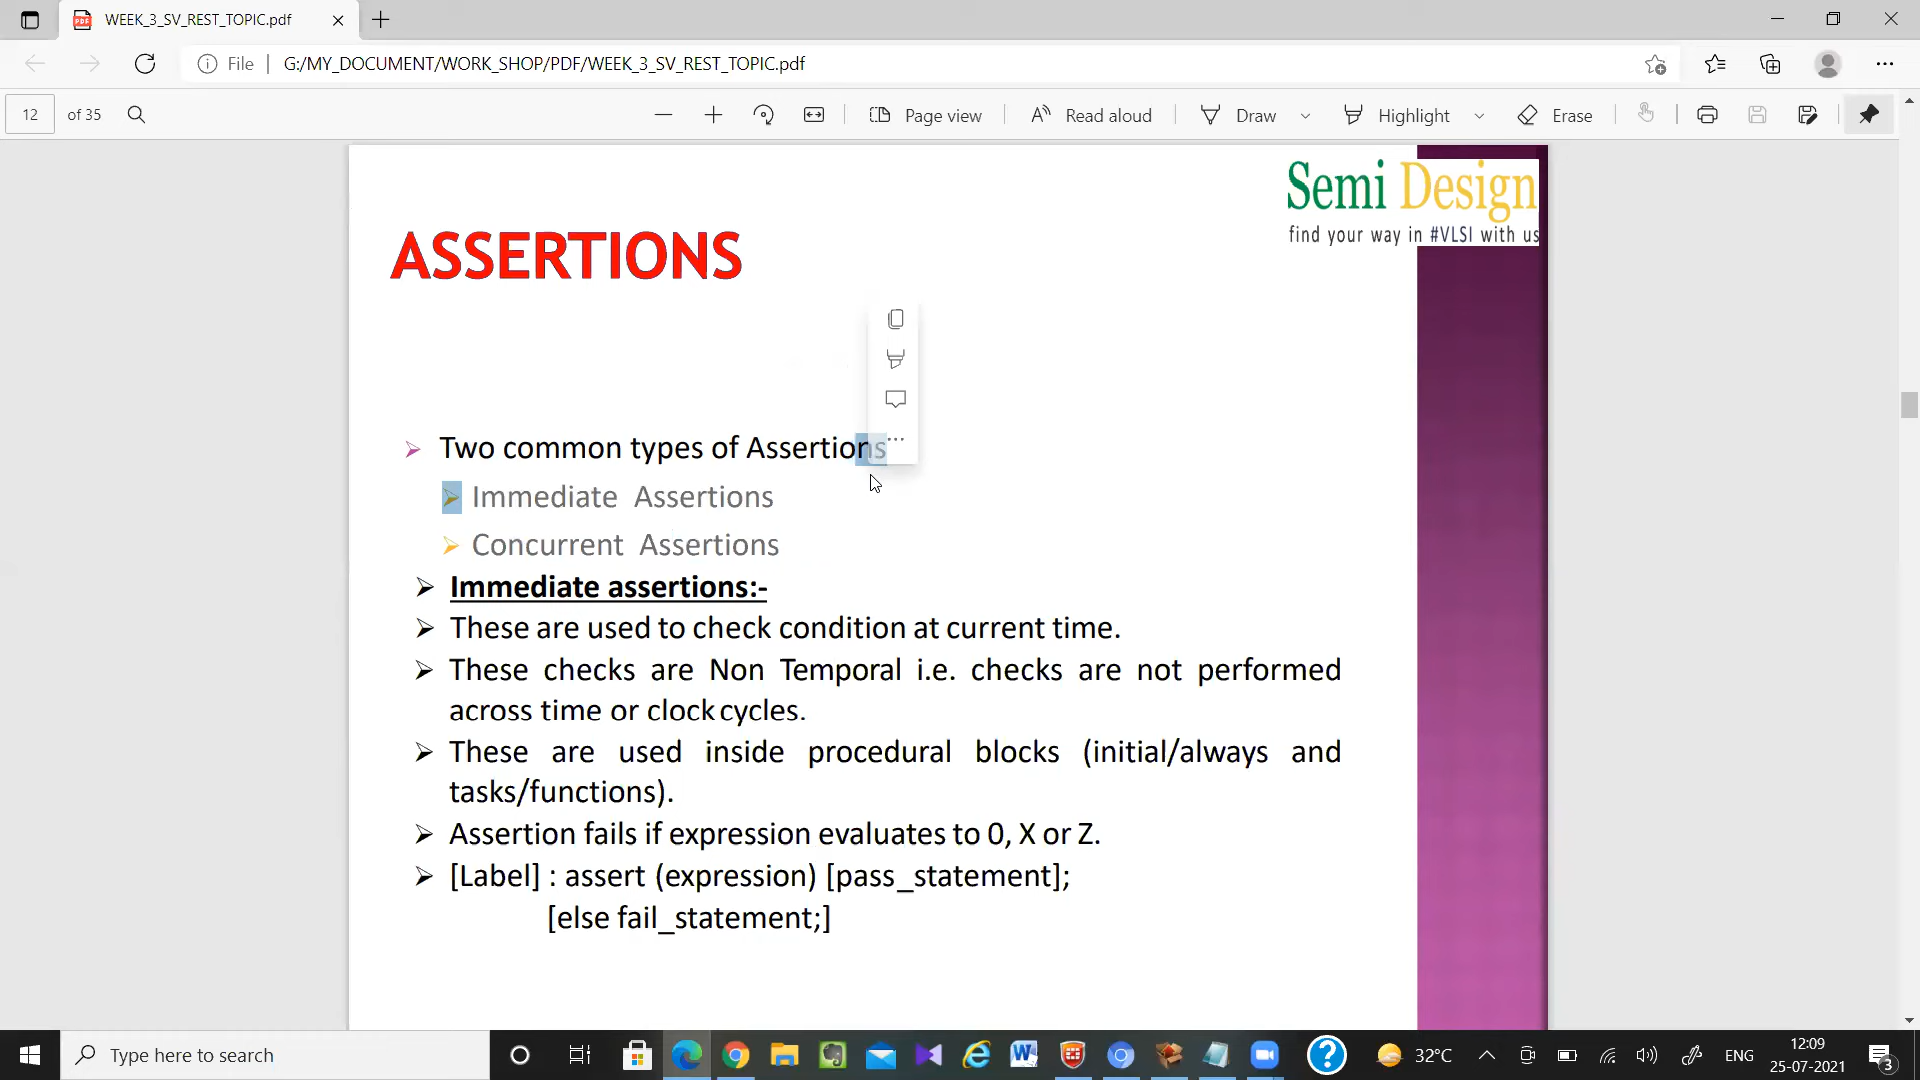 WEEK_3_SV_REST_TOPIC.pdf
File
G:/MY_DOCUMENT/WORK_SHOP/PDF/WEEK_3_SV_REST_TOPIC.pdf
12 of 35
Page view
Read aloud
Draw
Highlight
Erase
Semi Design
find your way in #VLSI with us
ASSERTIONS
Two common types of Assertions
Immediate Assertions
Concurrent Assertions
Immediate assertions:-
These are used to check condition at current time.
These checks are Non Temporal i.e. checks are not performed
across time or clock cycles.
These are used inside procedural blocks (initial/always and
tasks/functions).
Assertion fails if expression evaluates to 0, X or Z.
[Label] : assert (expression) [pass_statement];
[else fail_statement;]
Type here to search
32°C
ENG
12:09
25-07-2021
3